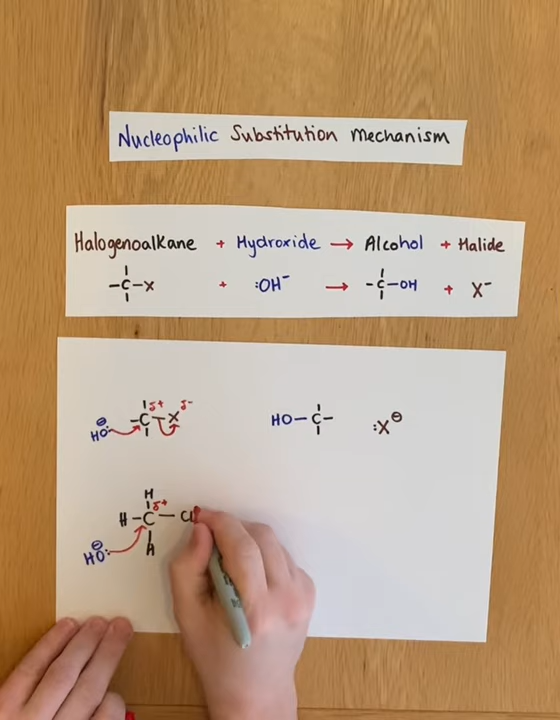 Nucleophilic Substitution mechanism
Halogenoalkane + Hydroxide → Alcohol + Halide
-C-X + :OH⁻ → -C-OH + X⁻
HO:⊖ -C-X δ+ δ- HO-C- :X⊖
H
H-C-Cl δ+
HO:⊖ H